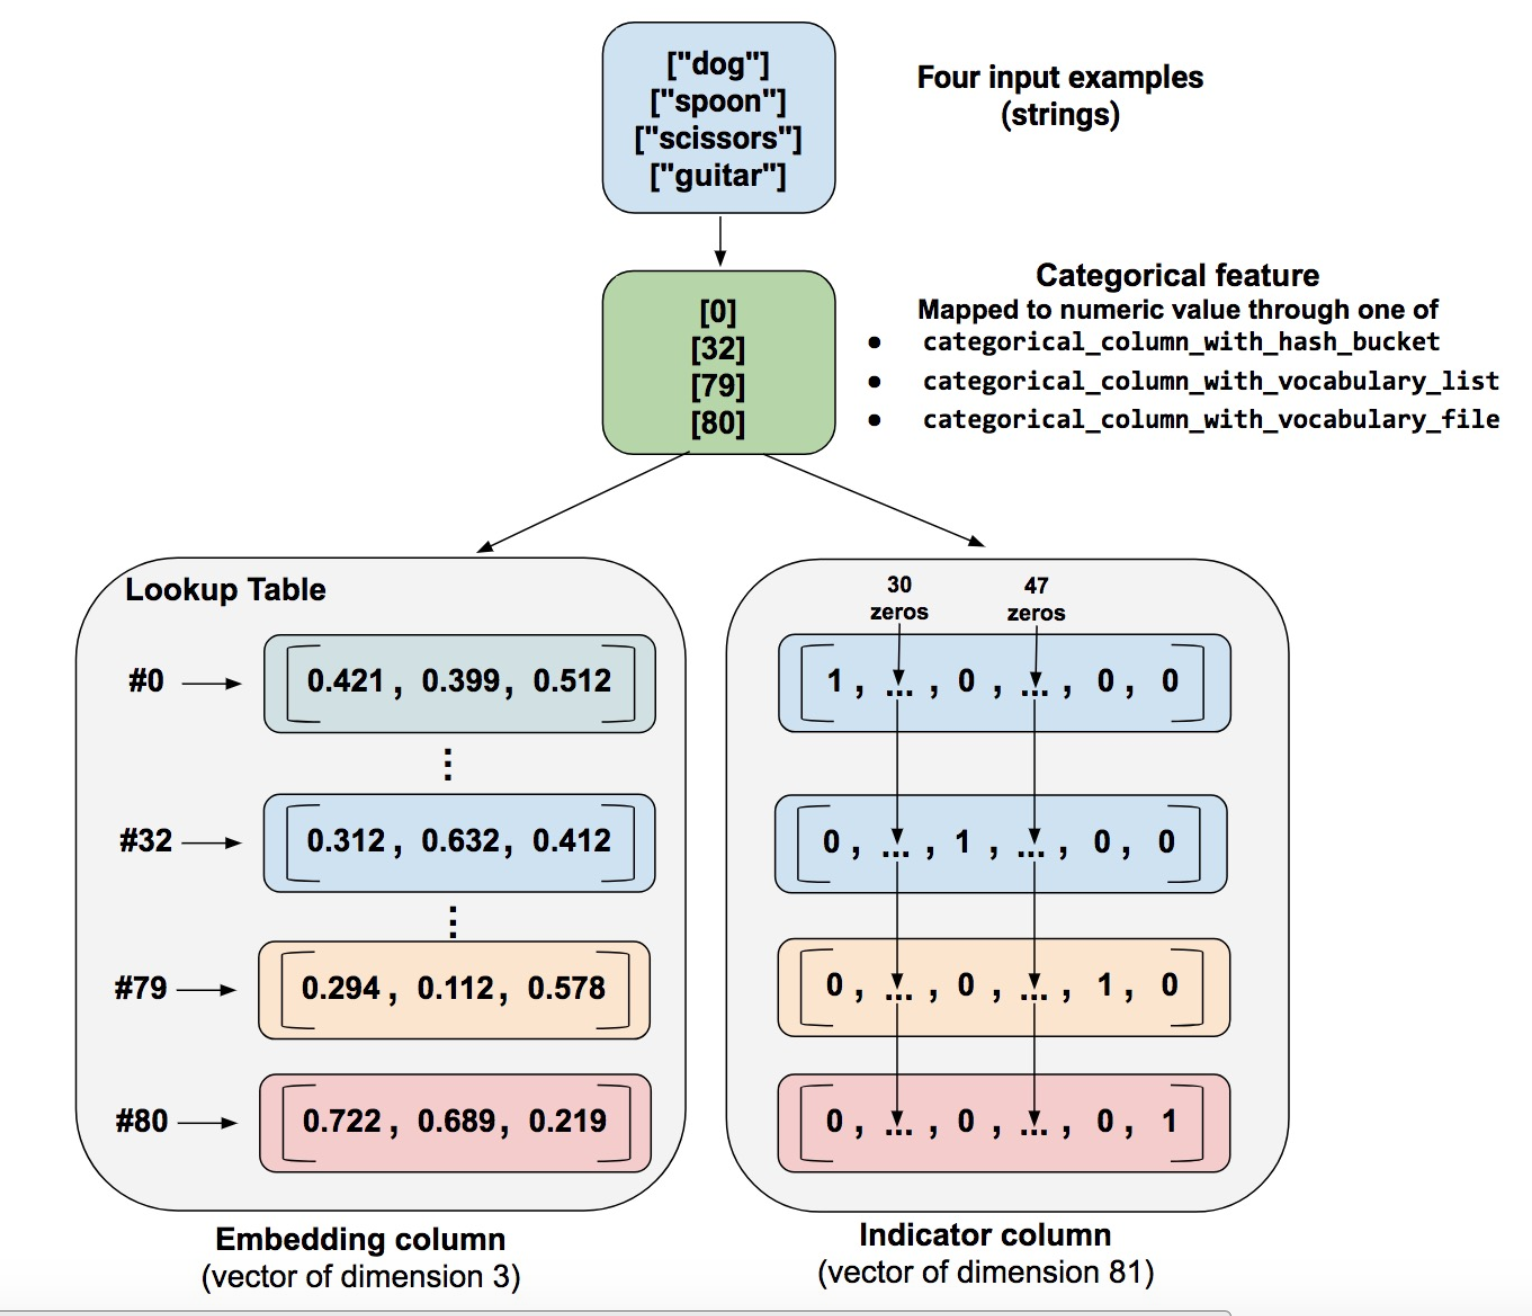 ["dog"]
["spoon"]
["scissors"]
["guitar"]
Four input examples
(strings)
[0]
[32]
[79]
[80]
Categorical feature
Mapped to numeric value through one of
● categorical_column_with_hash_bucket
● categorical_column_with_vocabulary_list
● categorical_column_with_vocabulary_file
Lookup Table
#0
0.421 , 0.399, 0.512
⋮
#32
0.312 , 0.632, 0.412
⋮
#79
0.294 , 0.112, 0.578
#80
0.722 , 0.689, 0.219
Embedding column
(vector of dimension 3)
30
zeros
47
zeros
1 , ... , 0 , ... , 0 , 0
0 , ... , 1 , ... , 0 , 0
0 , ... , 0 , ... , 1 , 0
0 , ... , 0 , ... , 0 , 1
Indicator column
(vector of dimension 81)